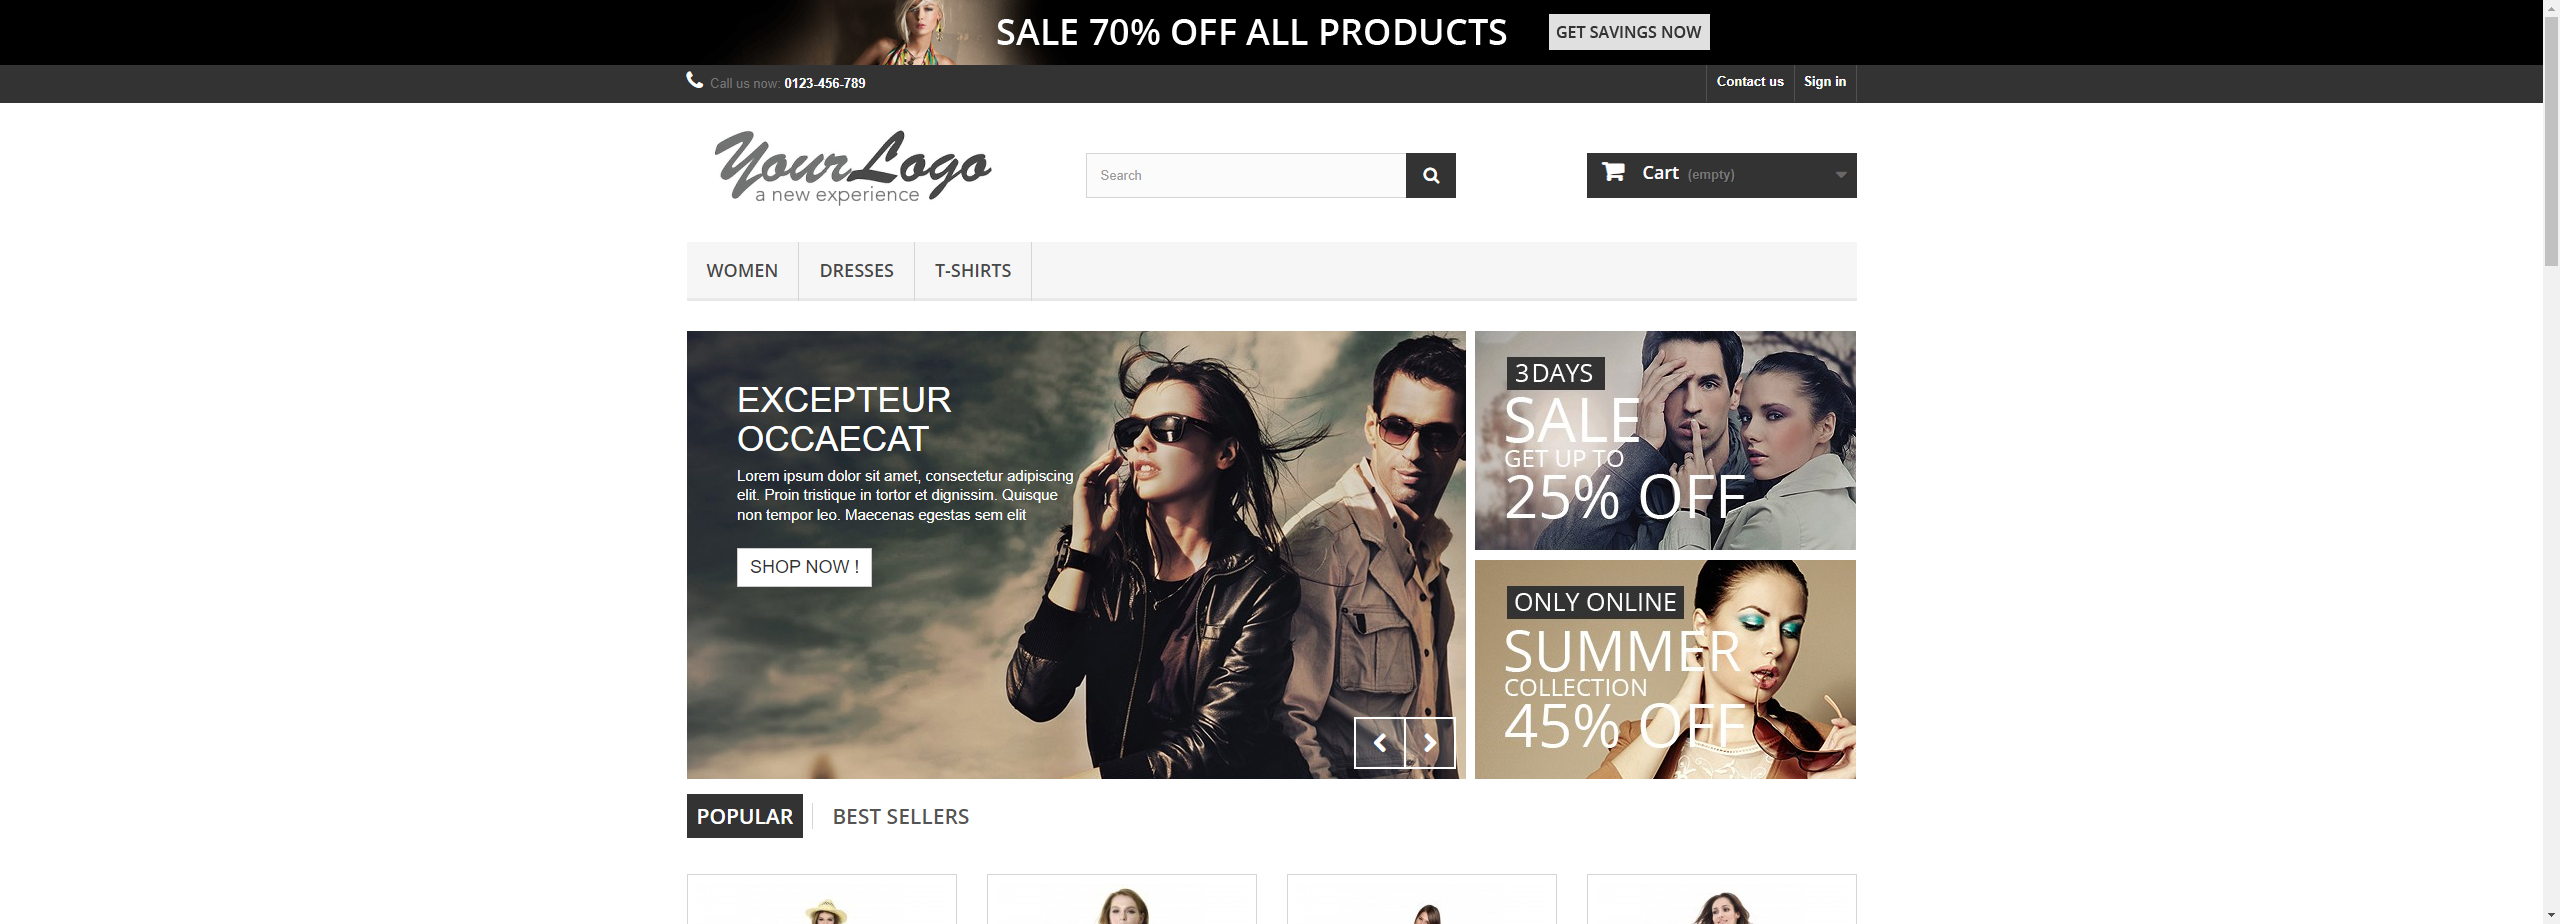 SALE 70% OFF ALL PRODUCTS
GET SAVINGS NOW
Call us now: 0123-456-789
Contact us
Sign in
YourLogo
a new experience
Search
Cart (empty)
WOMEN
DRESSES
T-SHIRTS
EXCEPTEUR
OCCAECAT
Lorem ipsum dolor sit amet, consectetur adipiscing
elit. Proin tristique in tortor et dignissim. Quisque
non tempor leo. Maecenas egestas sem elit
SHOP NOW !
3DAYS
SALE
GET UP TO
25% OFF
ONLY ONLINE
SUMMER
COLLECTION
45% OFF
POPULAR
BEST SELLERS